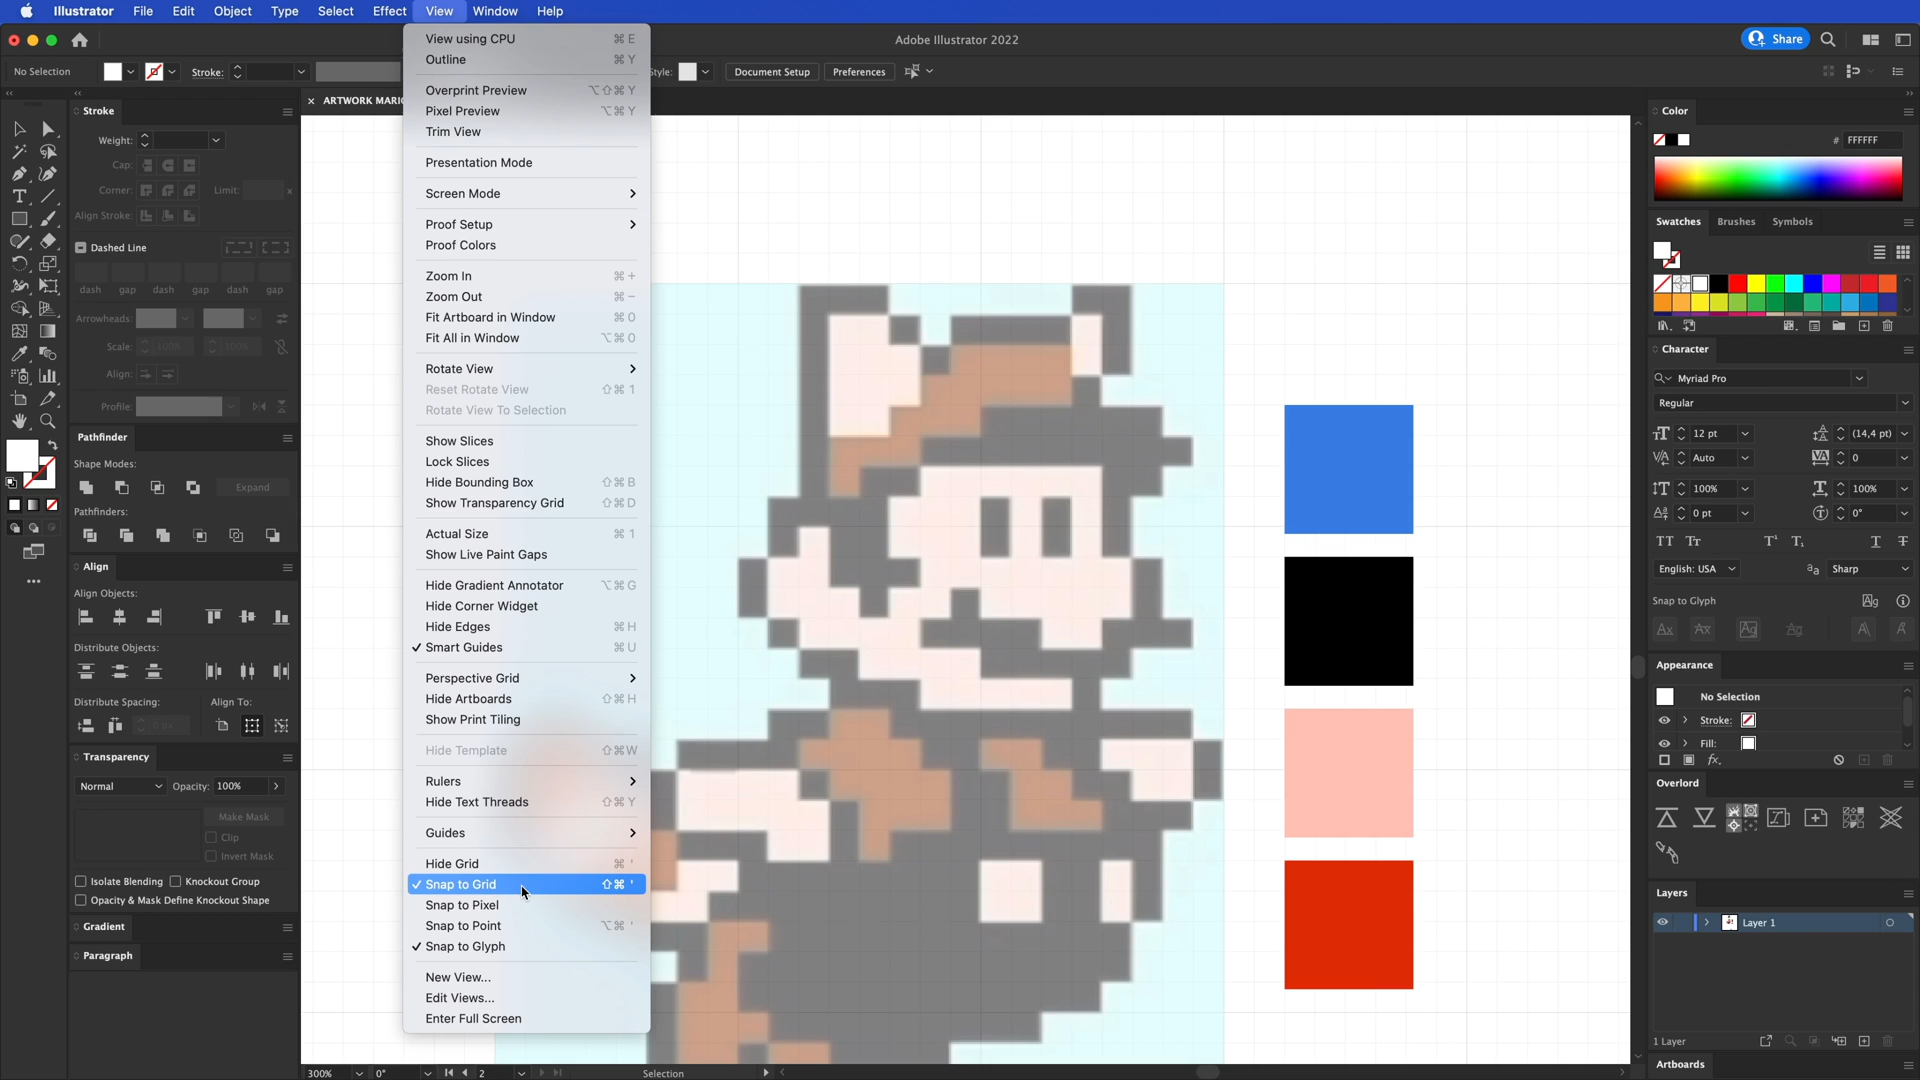 Illustrator File Edit Object Type Select Effect View Window Help
Adobe Illustrator 2022
Share
No Selection
Stroke:
Style:
Document Setup
Preferences
ARTWORK MARIO
View using CPU ⌘ E
Outline ⌘ Y
Overprint Preview ⌥⇧⌘ Y
Pixel Preview ⌥⌘ Y
Trim View
Presentation Mode
Screen Mode
Proof Setup
Proof Colors
Zoom In ⌘ +
Zoom Out ⌘ −
Fit Artboard in Window ⌘ 0
Fit All in Window ⌥⌘ 0
Rotate View
Reset Rotate View ⇧⌘ 1
Rotate View To Selection
Show Slices
Lock Slices
Hide Bounding Box ⇧⌘ B
Show Transparency Grid ⇧⌘ D
Actual Size ⌘ 1
Show Live Paint Gaps
Hide Gradient Annotator ⌥⌘ G
Hide Corner Widget
Hide Edges ⌘ H
✓ Smart Guides ⌘ U
Perspective Grid
Hide Artboards ⇧⌘ H
Show Print Tiling
Hide Template ⇧⌘W
Rulers
Hide Text Threads ⇧⌘ Y
Guides
Hide Grid ⌘ '
✓ Snap to Grid ⇧⌘ '
Snap to Pixel
Snap to Point ⌥⌘ '
✓ Snap to Glyph
New View...
Edit Views...
Enter Full Screen
Stroke
Weight:
Cap:
Corner:
Limit:
x
Align Stroke:
Dashed Line
dash gap dash gap dash gap
Arrowheads:
Scale: 100% 100%
Align:
Profile:
Pathfinder
Shape Modes:
Expand
Pathfinders:
Align
Align Objects:
Distribute Objects:
Distribute Spacing:
Align To:
0 px
Transparency
Normal
Opacity: 100%
Make Mask
Clip
Invert Mask
Isolate Blending
Knockout Group
Opacity & Mask Define Knockout Shape
Gradient
Paragraph
300%
0°
2
Selection
Color
# FFFFFF
Swatches
Brushes
Symbols
Character
Myriad Pro
Regular
12 pt
(14,4 pt)
Auto
0
100%
100%
0 pt
0°
English: USA
Sharp
Snap to Glyph
Appearance
No Selection
Stroke:
Fill:
Overlord
Layers
Layer 1
1 Layer
Artboards